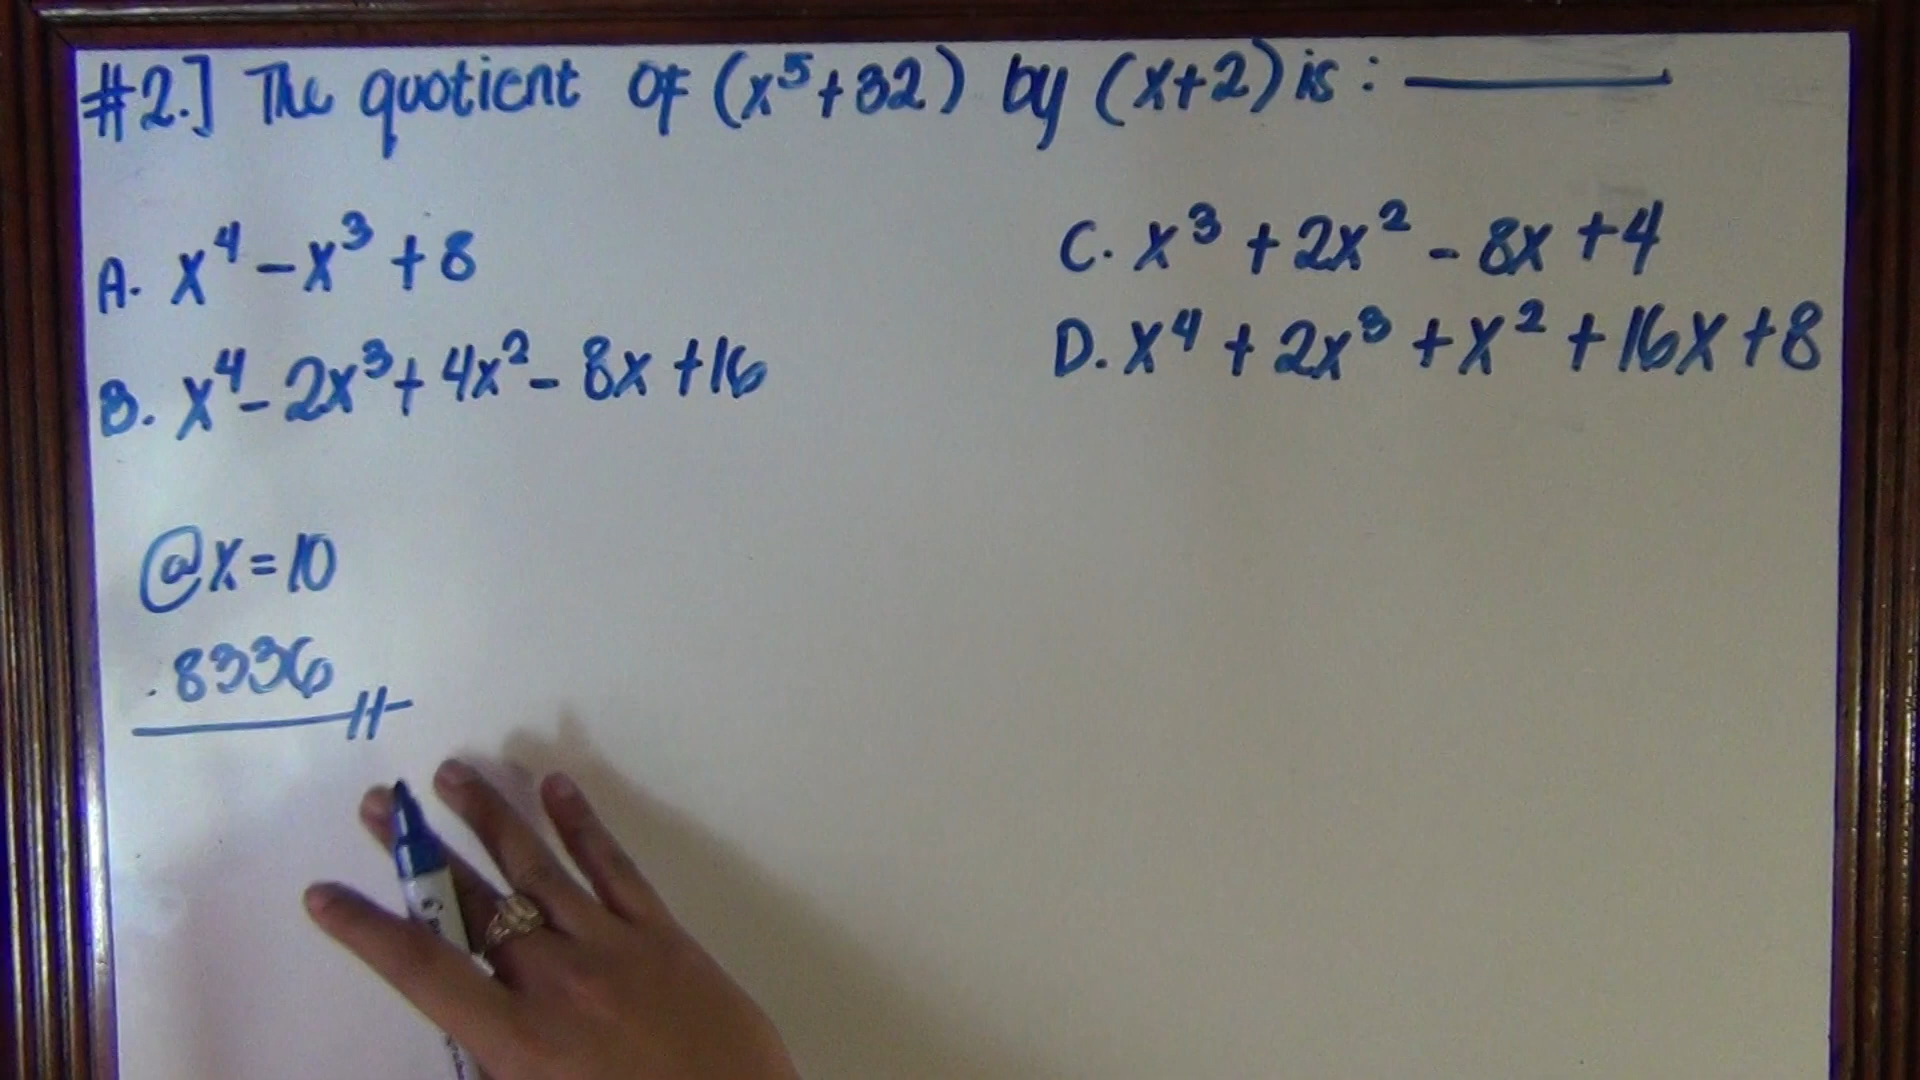 #2.] The quotient of (x⁵+32) by (x+2) is : ______
A. x⁴ - x³ + 8
B. x⁴ - 2x³ + 4x² - 8x + 16
C. x³ + 2x² - 8x + 4
D. x⁴ + 2x³ + x² + 16x + 8
@x=10
. 8336